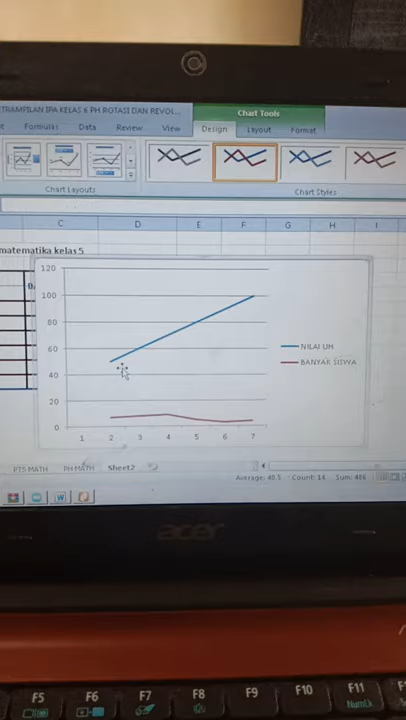 ETRAMPILAN IPA KELAS 6 PH ROTASI DAN REVOL...
Chart Tools
Formulas Data Review View Design Layout Format
Chart Layouts
Chart Styles
C D E F G H I
matematika kelas 5
120
100
80
60
40
20
0
1 2 3 4 5 6 7
NILAI UH
BANYAK SISWA
PTS MATH PH MATH Sheet2
Average: 40.5 Count: 14 Sum: 486
acer
F5 F6 F7 F8 F9 F10 F11
NumLk